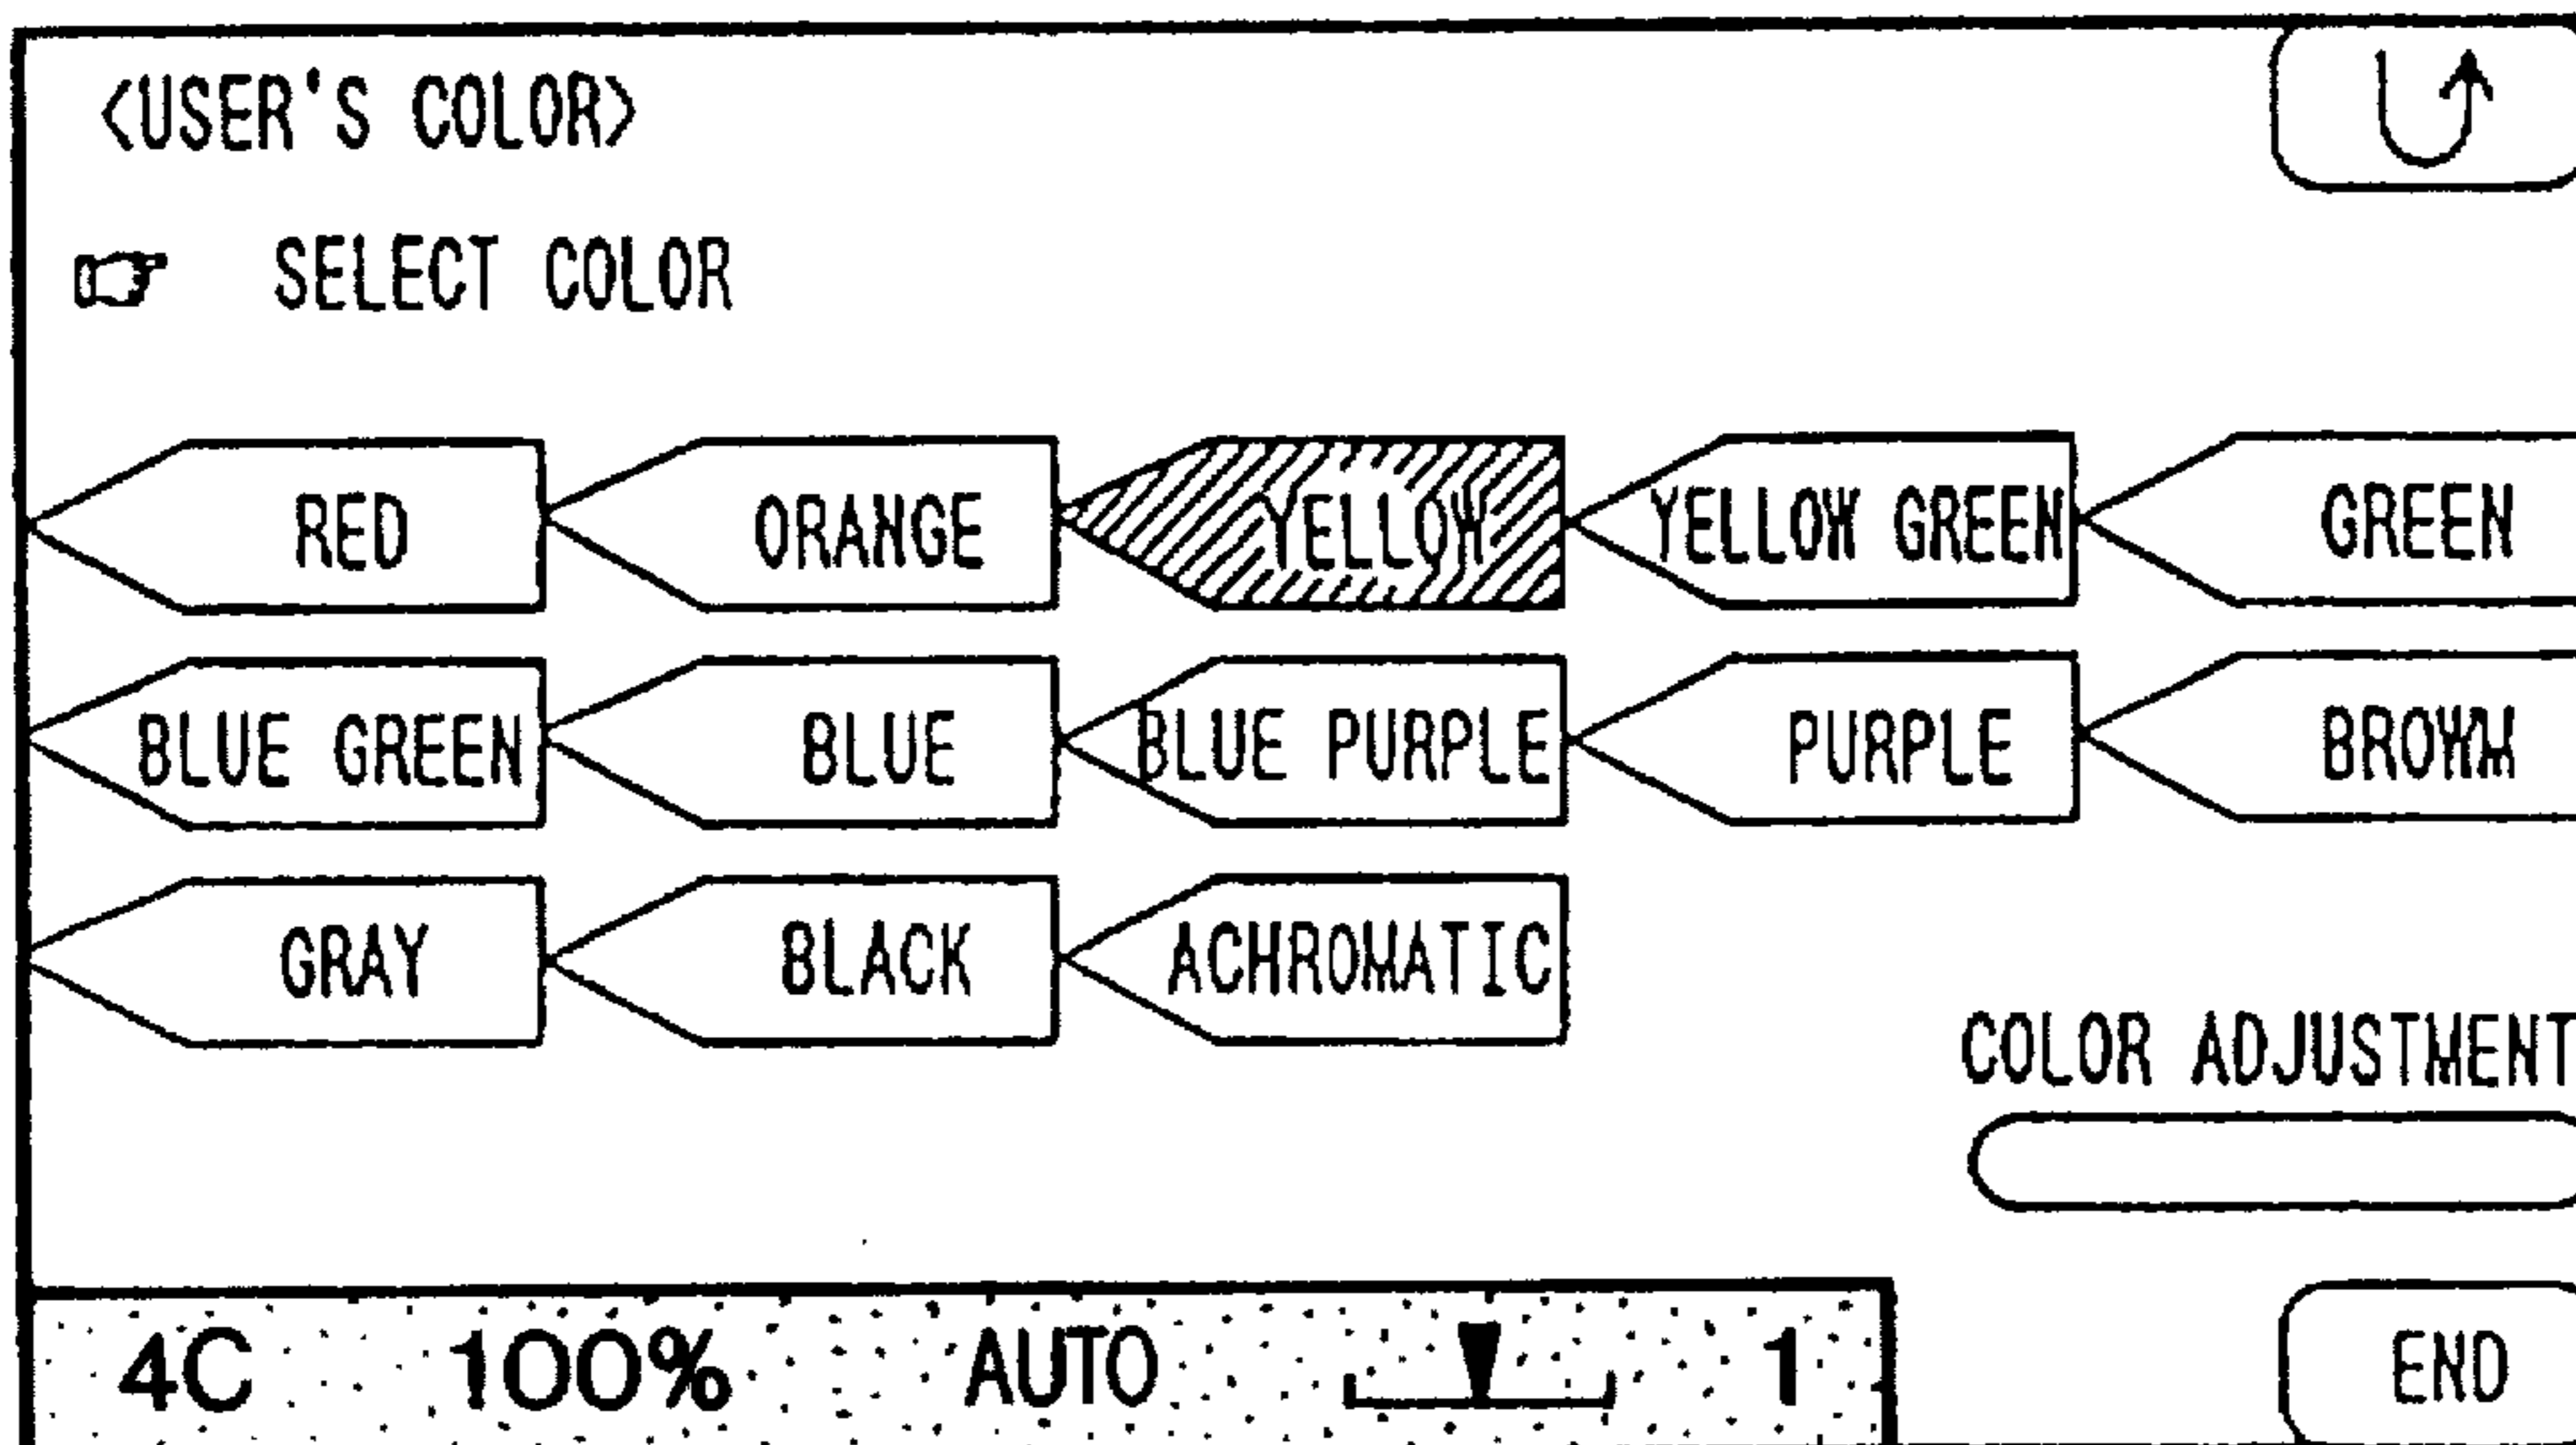 <USER'S COLOR>
☞ SELECT COLOR
RED ORANGE YELLOW YELLOW GREEN GREEN
BLUE GREEN BLUE BLUE PURPLE PURPLE BROWN
GRAY BLACK ACHROMATIC
COLOR ADJUSTMENT
4C 100% AUTO 1 END